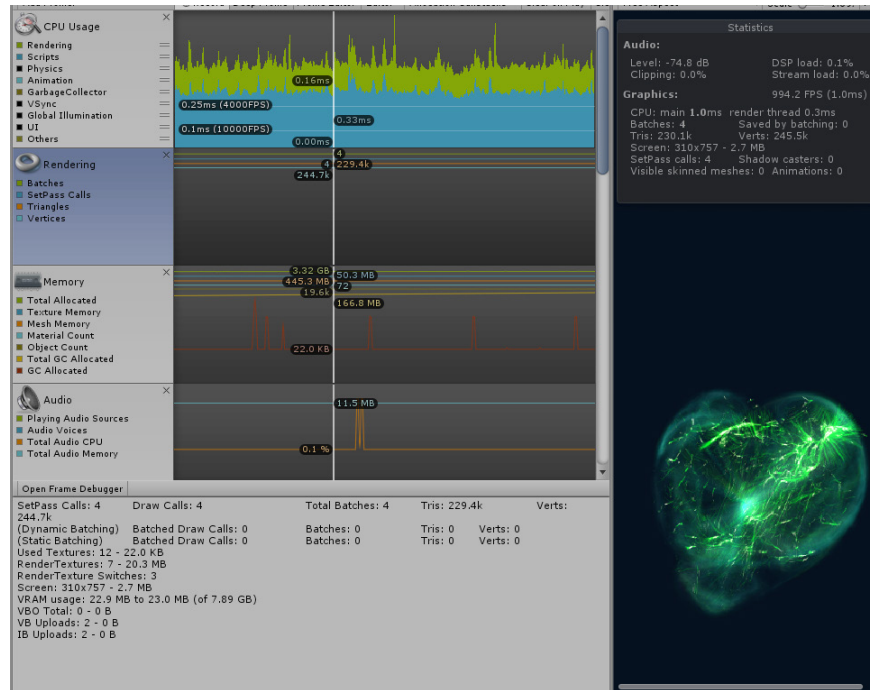 CPU Usage
Rendering
Scripts
Physics
Animation
GarbageCollector
VSync
Global Illumination
UI
Others
0.16ms
0.25ms (4000FPS)
0.33ms
0.1ms (10000FPS)
0.00ms
Rendering
Batches
SetPass Calls
Triangles
Vertices
4
4 229.4k
244.7k
Memory
Total Allocated
Texture Memory
Mesh Memory
Material Count
Object Count
Total GC Allocated
GC Allocated
3.32 GB 50.3 MB
445.3 MB 72
19.6k
166.8 MB
22.0 KB
Audio
Playing Audio Sources
Audio Voices
Total Audio CPU
Total Audio Memory
11.5 MB
0.1 %
Open Frame Debugger
SetPass Calls: 4 Draw Calls: 4 Total Batches: 4 Tris: 229.4k Verts:
244.7k
(Dynamic Batching) Batched Draw Calls: 0 Batches: 0 Tris: 0 Verts: 0
(Static Batching) Batched Draw Calls: 0 Batches: 0 Tris: 0 Verts: 0
Used Textures: 12 - 22.0 KB
RenderTextures: 7 - 20.3 MB
RenderTexture Switches: 3
Screen: 310x757 - 2.7 MB
VRAM usage: 22.9 MB to 23.0 MB (of 7.89 GB)
VBO Total: 0 - 0 B
VB Uploads: 2 - 0 B
IB Uploads: 2 - 0 B
Statistics
Audio:
Level: -74.8 dB DSP load: 0.1%
Clipping: 0.0% Stream load: 0.0%
Graphics: 994.2 FPS (1.0ms)
CPU: main 1.0ms render thread 0.3ms
Batches: 4 Saved by batching: 0
Tris: 230.1k Verts: 245.5k
Screen: 310x757 - 2.7 MB
SetPass calls: 4 Shadow casters: 0
Visible skinned meshes: 0 Animations: 0